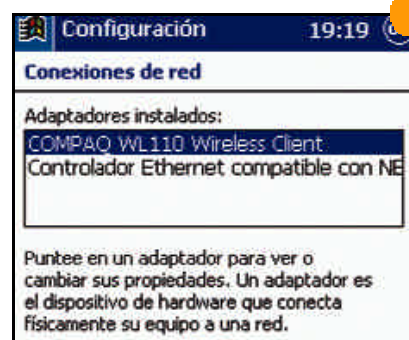 Configuración 19:19
Conexiones de red
Adaptadores instalados:
COMPAQ WL110 Wireless Client
Controlador Ethernet compatible con NE
Puntee en un adaptador para ver o
cambiar sus propiedades. Un adaptador es
el dispositivo de hardware que conecta
físicamente su equipo a una red.